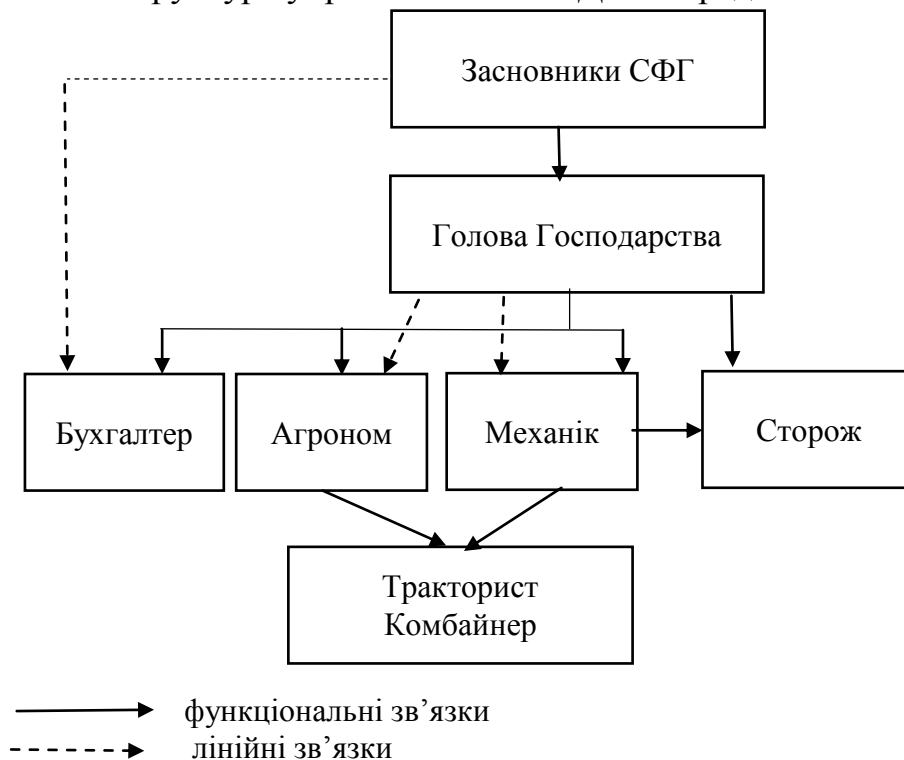 Засновники СФГ
Голова Господарства
Бухгалтер
Агроном
Механік
Сторож
Тракторист
Комбайнер
функціональні зв’язки
лінійні зв’язки